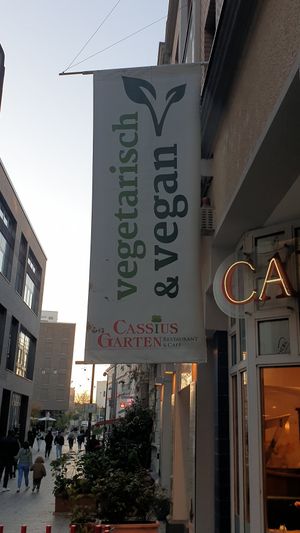 vegetarisch
& vegan
CASSIUS
GARTEN
RESTAURANT
& CAFÉ
CA